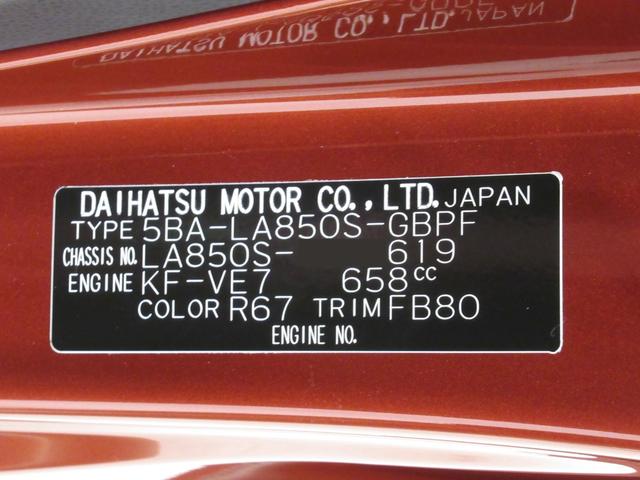 DAIHATSU MOTOR CO., LTD. JAPAN
TYPE 5BA-LA850S-GBPF
CHASSIS NO. LA850S- 619
ENGINE KF-VE7 658cc
COLOR R67 TRIM FB80
ENGINE NO.